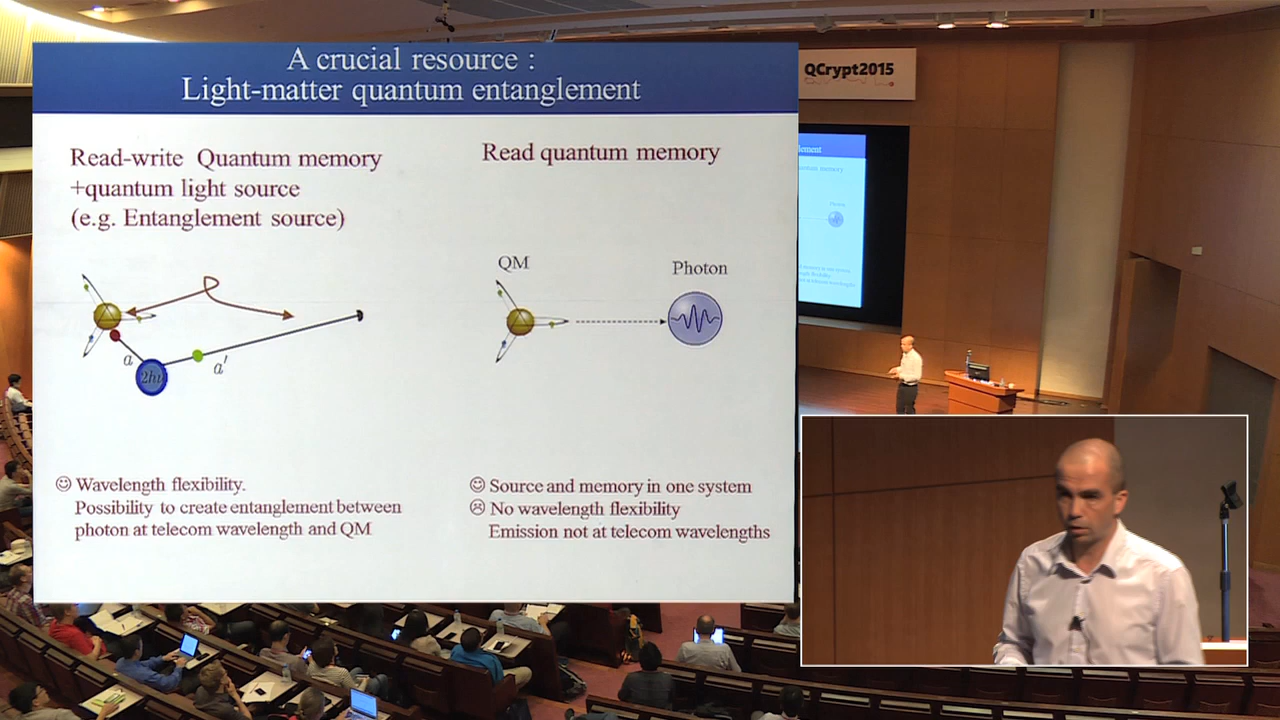 A crucial resource :
Light-matter quantum entanglement
Read-write Quantum memory
+quantum light source
(e.g. Entanglement source)
Read quantum memory
QM
Photon
a
a'
☺ Wavelength flexibility.
Possibility to create entanglement between
photon at telecom wavelength and QM
☺ Source and memory in one system
☹ No wavelength flexibility
Emission not at telecom wavelengths
QCrypt2015